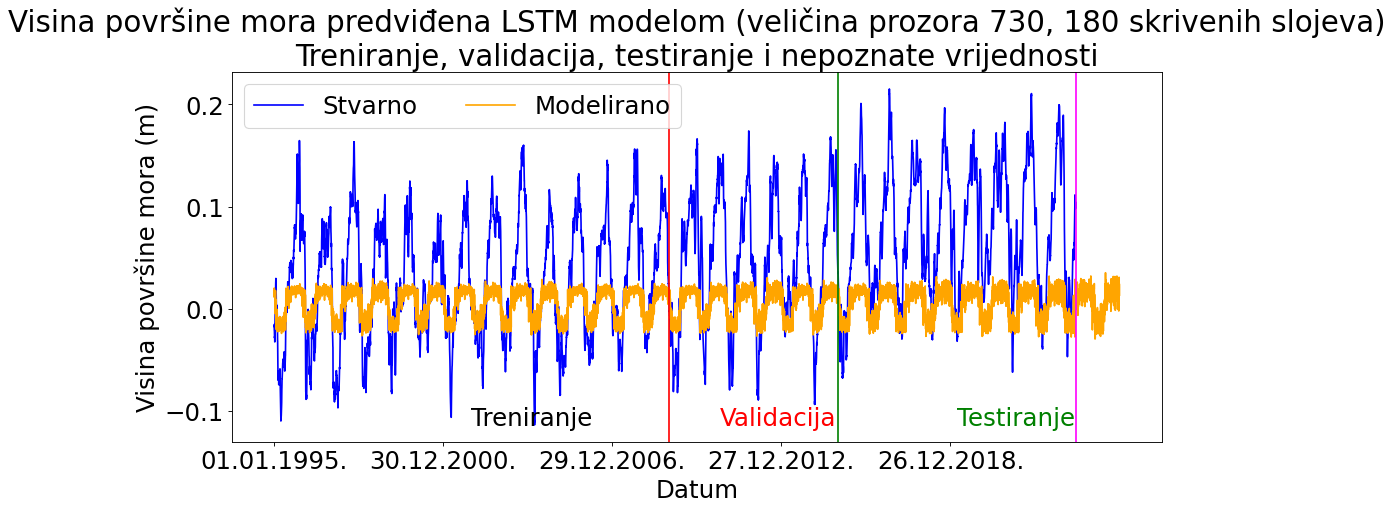 Visina površine mora predviđena LSTM modelom (veličina prozora 730, 180 skrivenih slojeva)
Treniranje, validacija, testiranje i nepoznate vrijednosti
Stvarno
Modelirano
Visina površine mora (m)
0.2
0.1
0.0
−0.1
Treniranje
Validacija
Testiranje
01.01.1995.
30.12.2000.
29.12.2006.
27.12.2012.
26.12.2018.
Datum